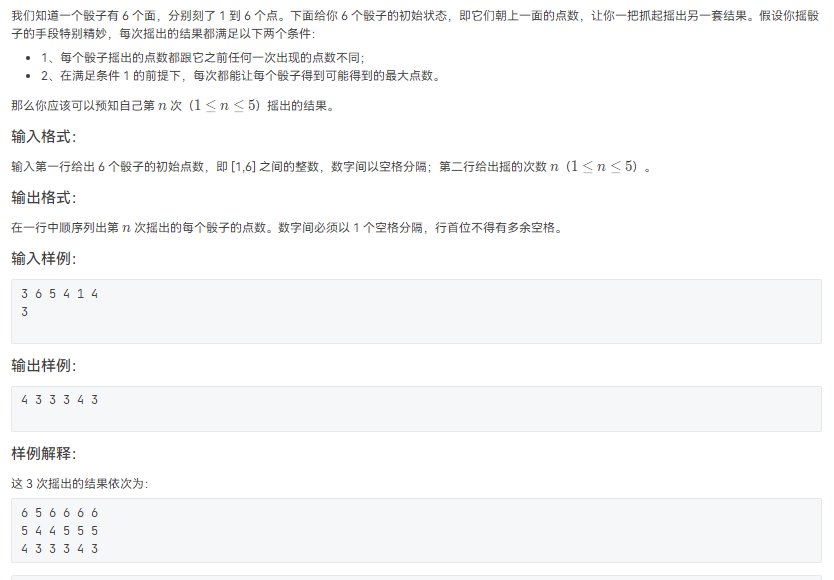 我们知道一个骰子有 6 个面，分别刻了 1 到 6 个点。下面给你 6 个骰子的初始状态，即它们朝上一面的点数，让你一把抓起摇出另一套结果。假设你摇骰
子的手段特别精妙，每次摇出的结果都满足以下两个条件：
• 1、每个骰子摇出的点数都跟它之前任何一次出现的点数不同；
• 2、在满足条件 1 的前提下，每次都能让每个骰子得到可能得到的最大点数。
那么你应该可以预知自己第 n 次（1 ≤ n ≤ 5）摇出的结果。
输入格式：
输入第一行给出 6 个骰子的初始点数，即 [1,6] 之间的整数，数字间以空格分隔；第二行给出摇的次数 n（1 ≤ n ≤ 5）。
输出格式：
在一行中顺序列出第 n 次摇出的每个骰子的点数。数字间必须以 1 个空格分隔，行首位不得有多余空格。
输入样例：
3 6 5 4 1 4
3
输出样例：
4 3 3 3 4 3
样例解释：
这 3 次摇出的结果依次为：
6 5 6 6 6 6
5 4 4 5 5 5
4 3 3 3 4 3